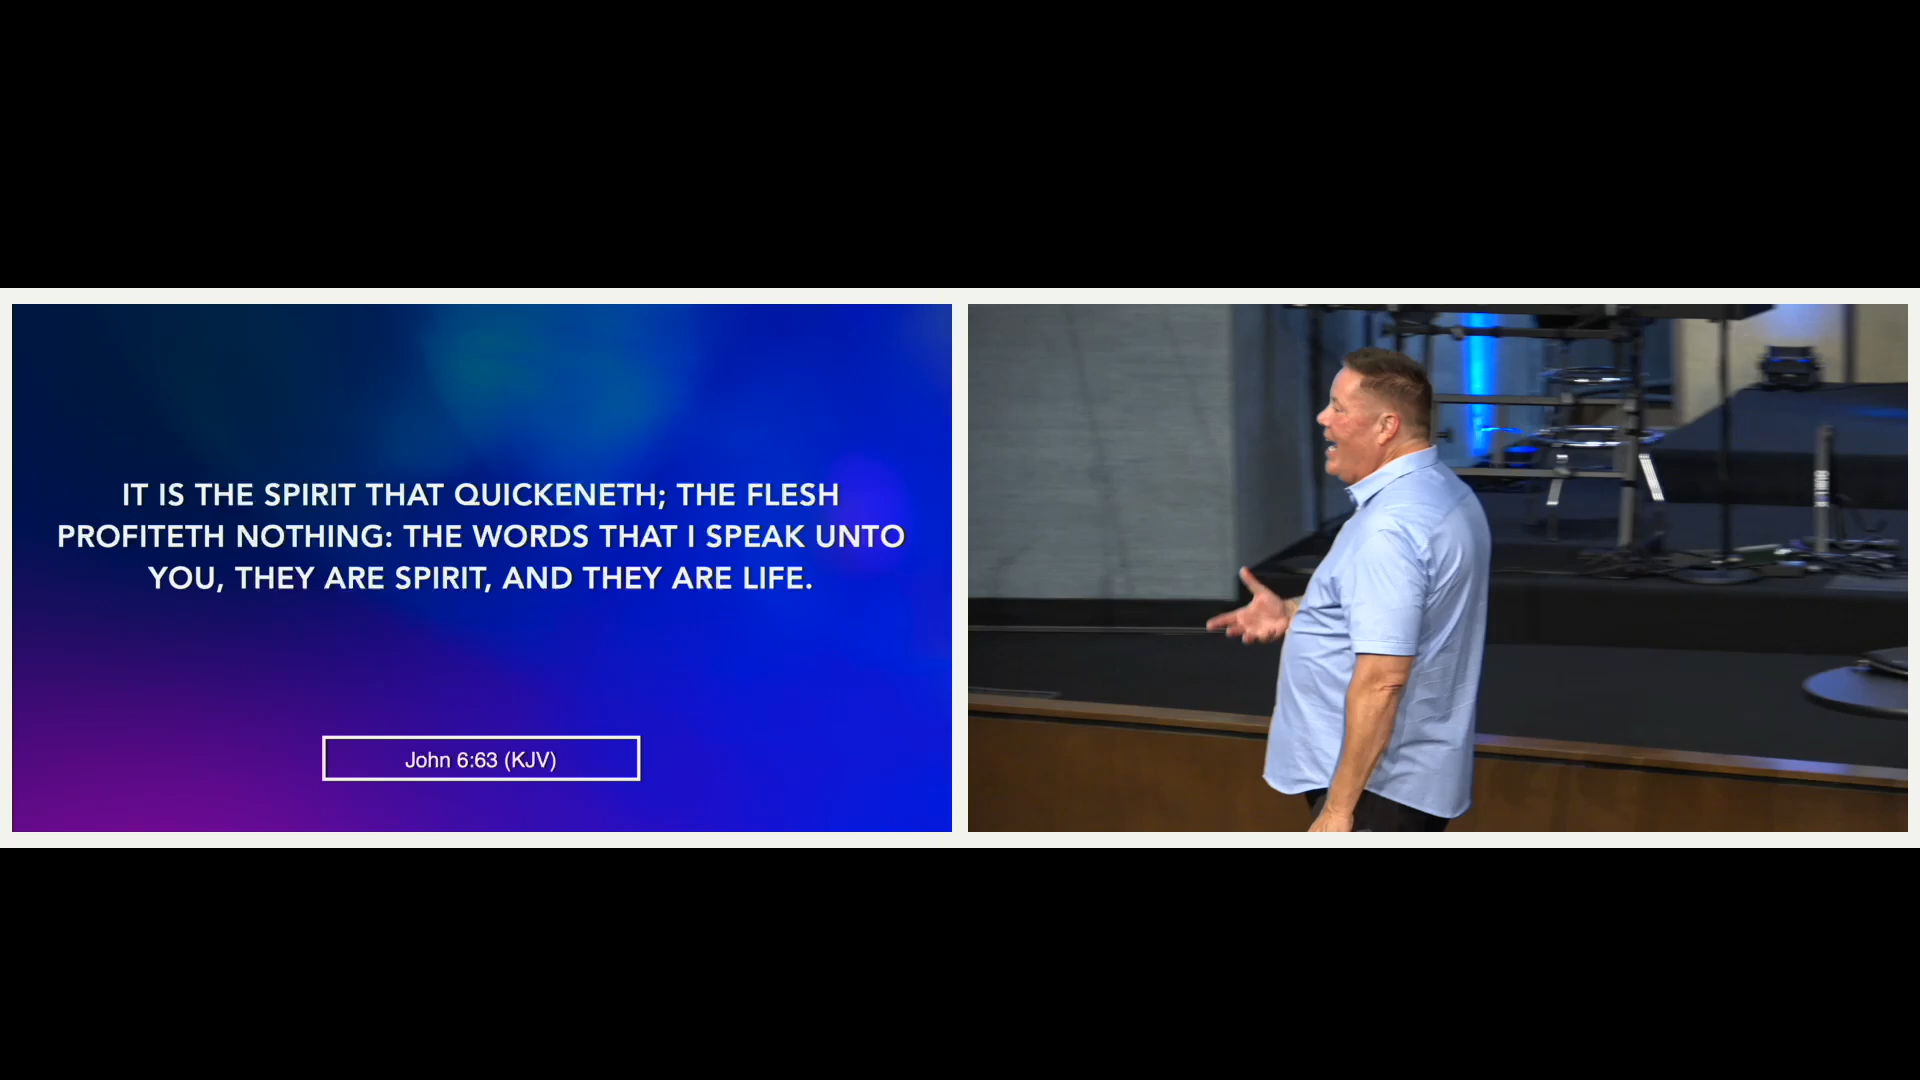 IT IS THE SPIRIT THAT QUICKENETH; THE FLESH
PROFITETH NOTHING: THE WORDS THAT I SPEAK UNTO
YOU, THEY ARE SPIRIT, AND THEY ARE LIFE.
John 6:63 (KJV)